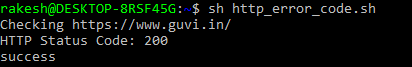 rakesh@DESKTOP-8RSF45G:~$ sh http_error_code.sh
Checking https://www.guvi.in/
HTTP Status Code: 200
success